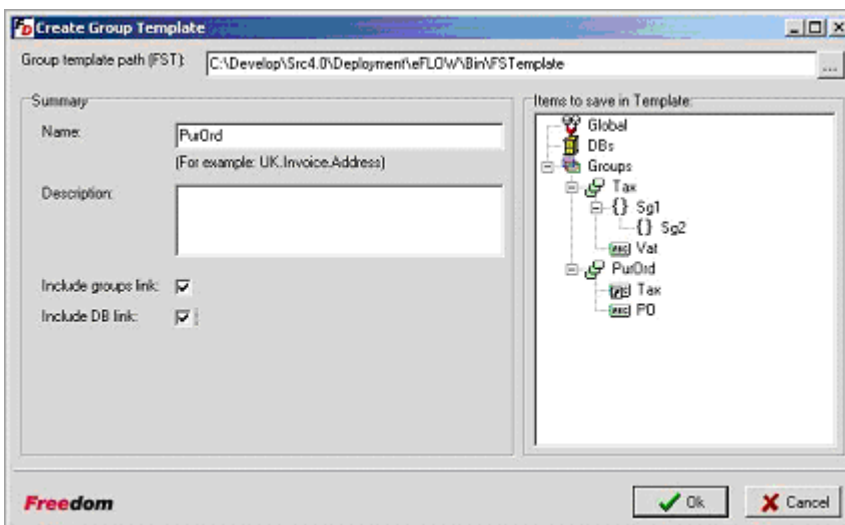 Create Group Template
Group template path (FST):
C:\Develop\Src4.0\Deployment\eFLOW\Bin\FSTemplate
...
Summary
Name:
PurOrd
(For example: UK.Invoice.Address)
Description:
Include groups link:
Include DB link:
Items to save in Template:
Global
DBs
Groups
Tax
{} Sg1
{} Sg2
Vat
PurOrd
Tax
PO
Freedom
Ok
Cancel